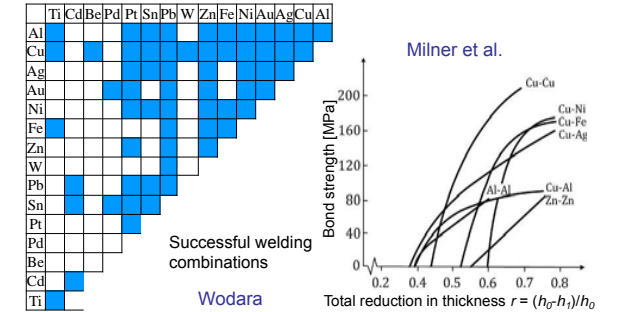 Ti Cd Be Pd Pt Sn Pb W Zn Fe Ni Au Ag Cu Al
Al
Cu
Ag
Au
Ni
Fe
Zn
W
Pb
Sn
Pt
Pd
Be
Cd
Ti
Successful welding
combinations
Wodara
Milner et al.
Bond strength [MPa]
200
160
120
80
40
0
Cu-Cu
Cu-Ni
Cu-Fe
Cu-Ag
Al-Al
Cu-Al
Zn-Zn
0.2 0.4 0.5 0.6 0.7 0.8
Total reduction in thickness r = (h0-h1)/h0